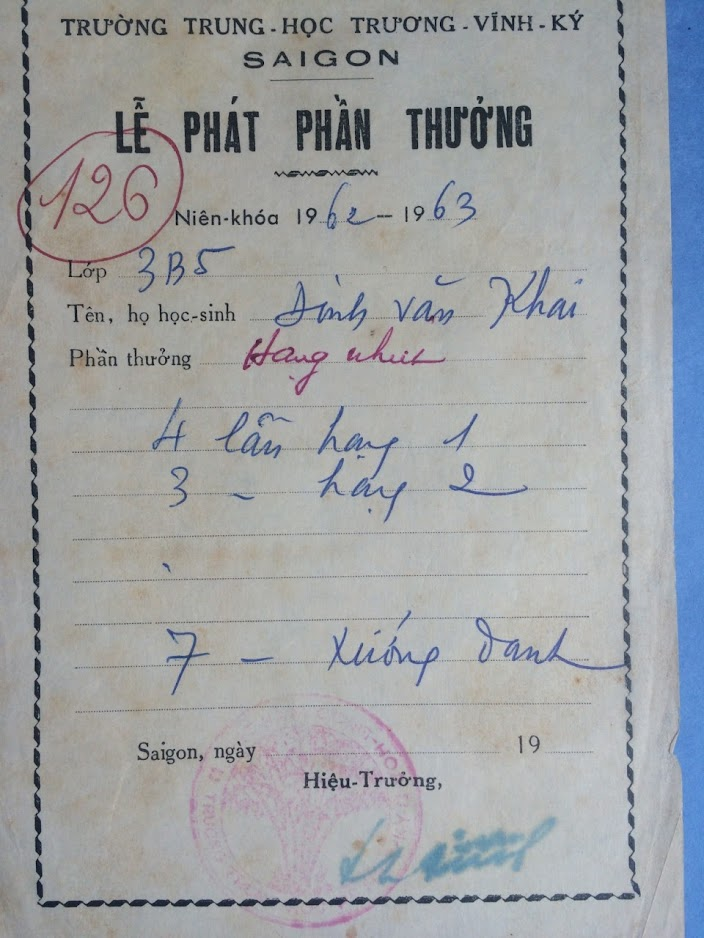 TRƯỜNG TRUNG-HỌC TRƯƠNG-VĨNH-KÝ
SAIGON
LỄ PHÁT PHẦN THƯỞNG
126
Niên-khóa 1962-1963
Lớp 3B5
Tên, họ học-sinh Đinh Văn Khai
Phần thưởng Hạng nhứt
4 lần hạng 1
3 - hạng 2
7 - xướng danh
Saigon, ngày 19
Hiệu-Trưởng,